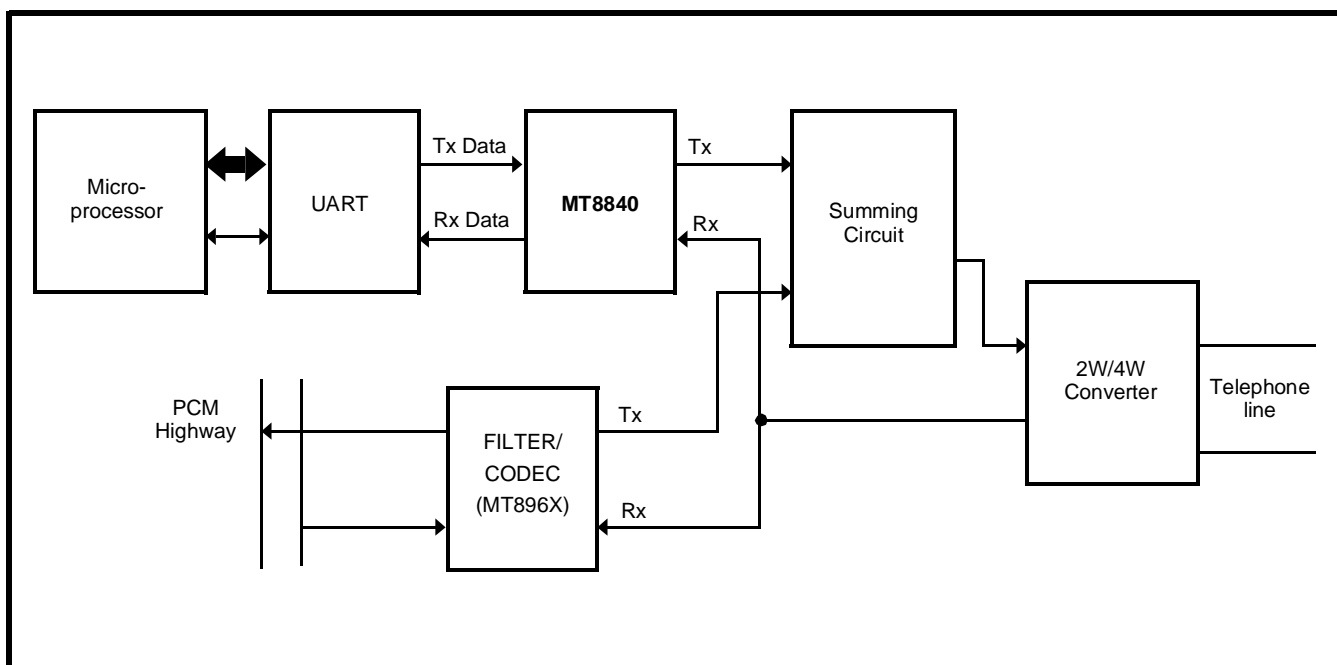 Micro-
processor
UART
Tx Data
Rx Data
MT8840
Tx
Rx
Summing
Circuit
2W/4W
Converter
Telephone
line
PCM
Highway
FILTER/
CODEC
(MT896X)
Tx
Rx